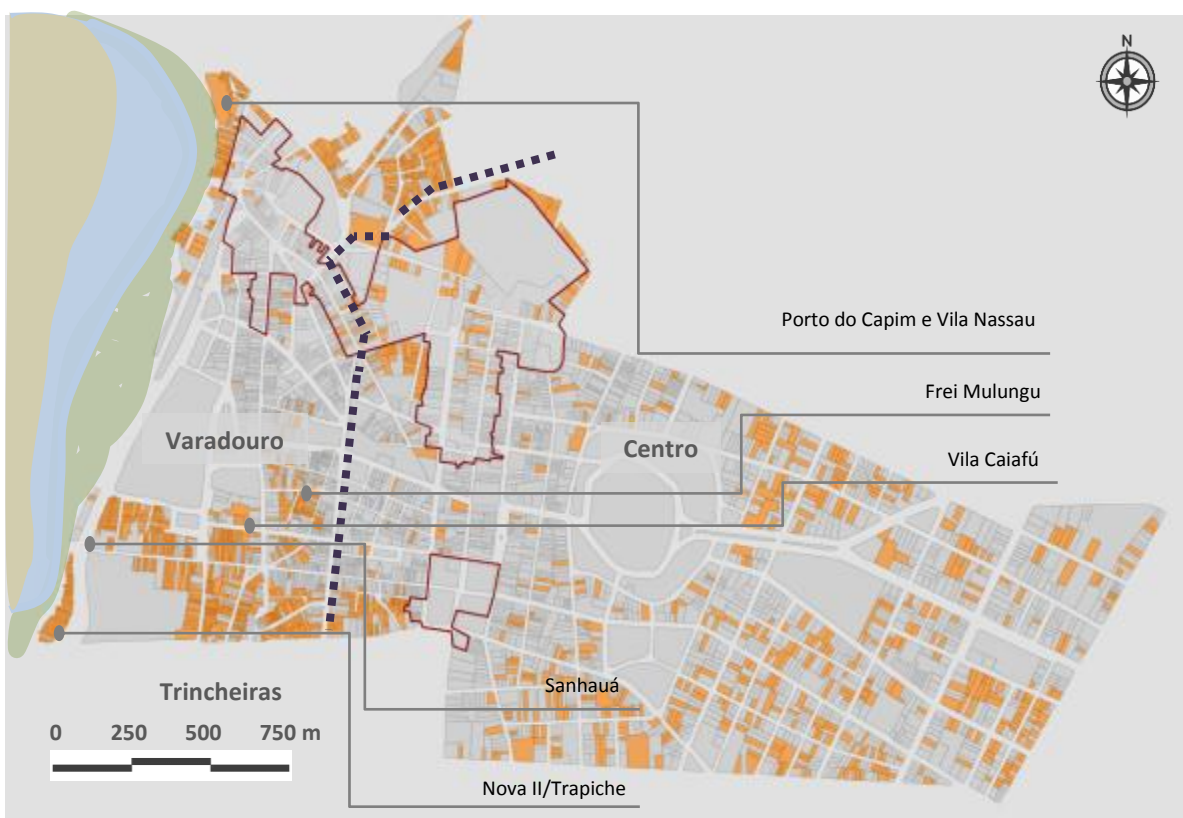 N
Porto do Capim e Vila Nassau
Frei Mulungu
Varadouro
Centro
Vila Caiafú
Sanhauá
Trincheiras
0 250 500 750 m
Nova II/Trapiche